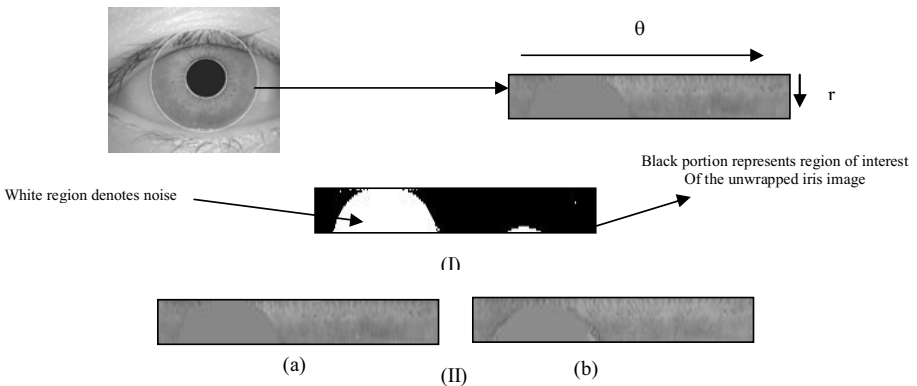 θ
r
Black portion represents region of interest
Of the unwrapped iris image
White region denotes noise
(I)
(a)
(b)
(II)